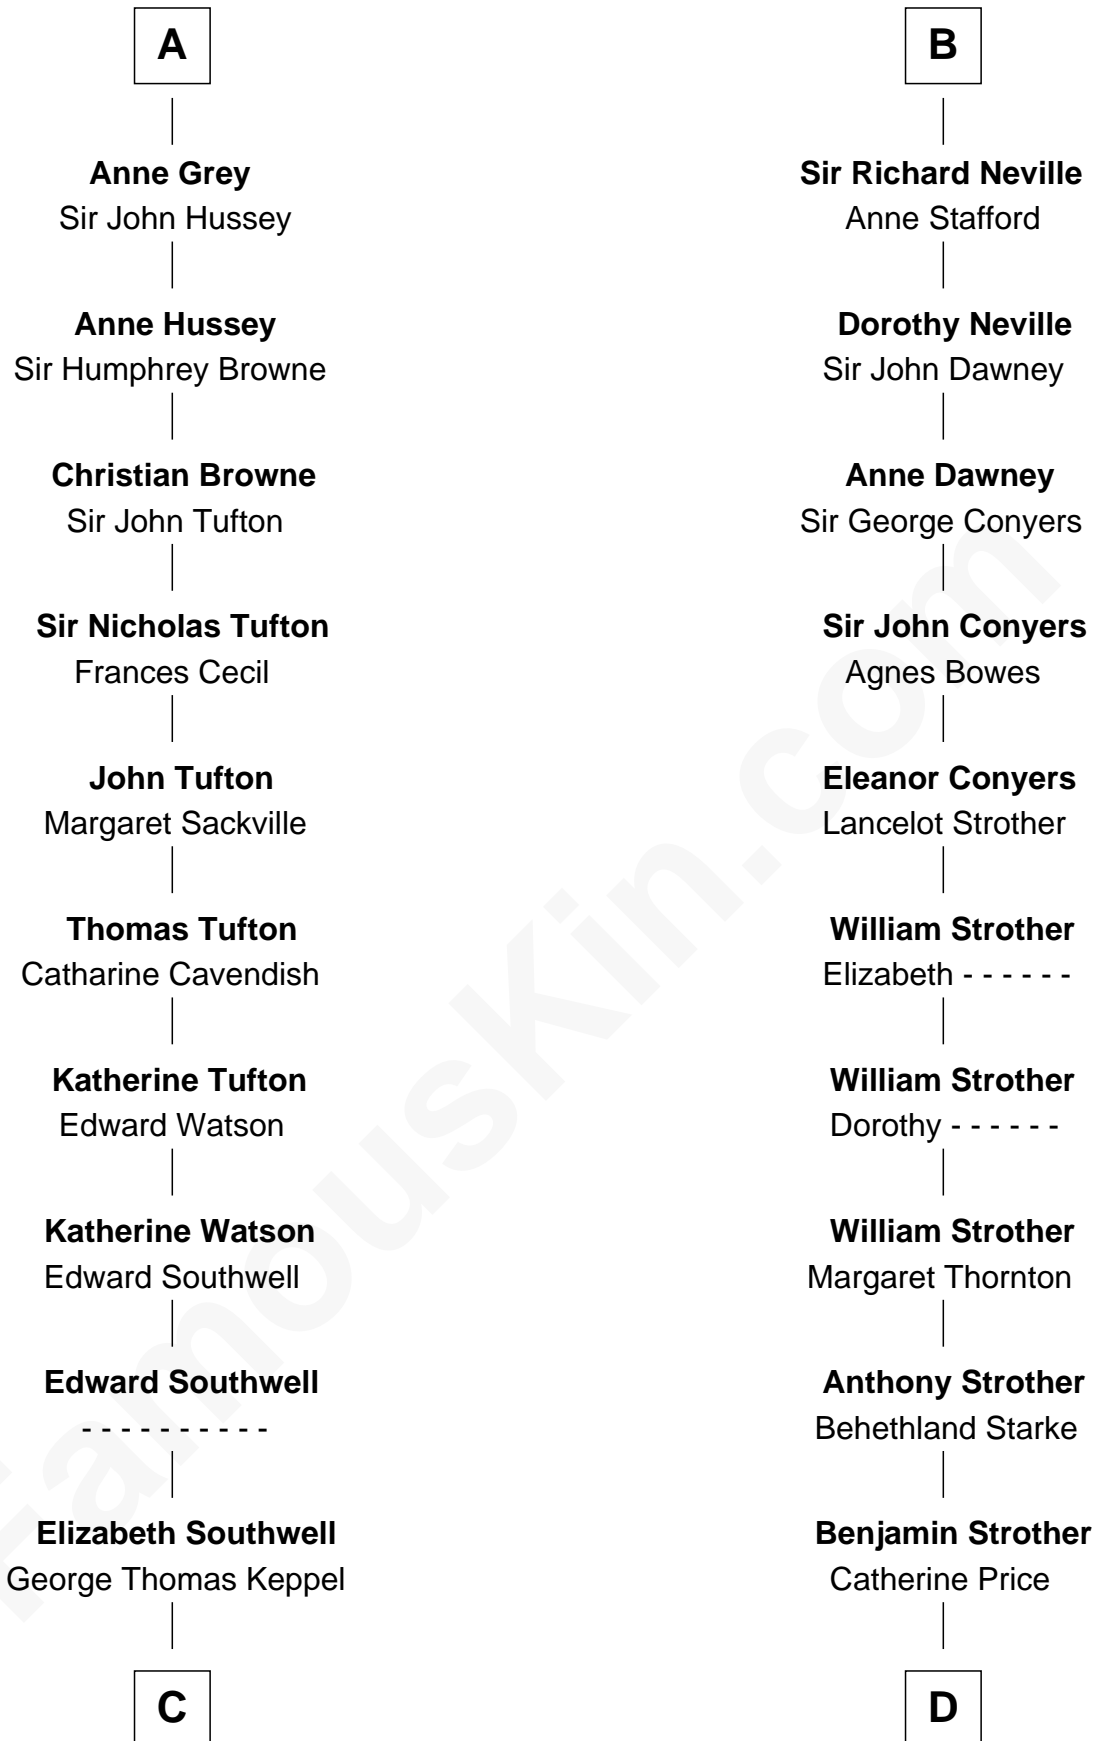 A
Anne Grey
Sir John Hussey
Anne Hussey
Sir Humphrey Browne
Christian Browne
Sir John Tufton
Sir Nicholas Tufton
Frances Cecil
John Tufton
Margaret Sackville
Thomas Tufton
Catharine Cavendish
Katherine Tufton
Edward Watson
Katherine Watson
Edward Southwell
Edward Southwell
- - - - - - - - - -
Elizabeth Southwell
George Thomas Keppel
C
B
Sir Richard Neville
Anne Stafford
Dorothy Neville
Sir John Dawney
Anne Dawney
Sir George Conyers
Sir John Conyers
Agnes Bowes
Eleanor Conyers
Lancelot Strother
William Strother
Elizabeth - - - - - -
William Strother
Dorothy - - - - - -
William Strother
Margaret Thornton
Anthony Strother
Behethland Starke
Benjamin Strother
Catherine Price
D
FamousKin.com